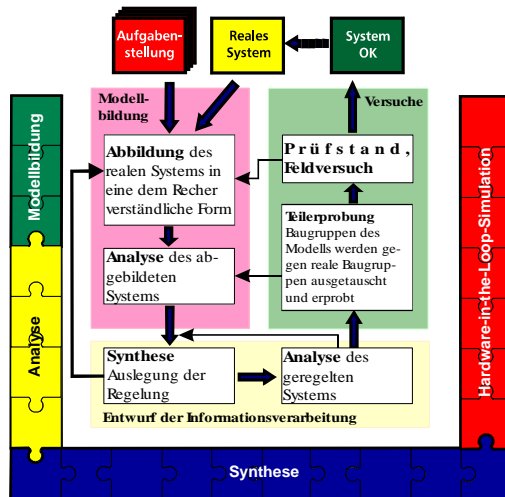 Aufgaben-
stellung
Reales
System
System
OK
Modell-
bildung
Versuche
Abbildung des
realen Systems in
eine dem Recher
verständliche Form
Prüfstand,
Feldversuch
Teilerprobung
Baugruppen des
Modells werden ge-
gen reale Baugrup-
pen ausgetauscht
und erprobt
Analyse des ab-
gebildeten
Systems
Synthese
Auslegung der
Regelung
Analyse des
geregelten
Systems
Entwurf der Informationsverarbeitung
Modellbildung
Analyse
Synthese
Hardware-in-the-Loop-Simulation